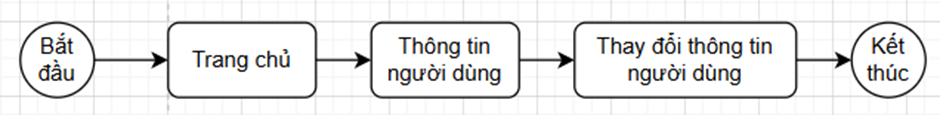 Bắt
đầu
Trang chủ
Thông tin
người dùng
Thay đổi thông tin
người dùng
Kết
thúc